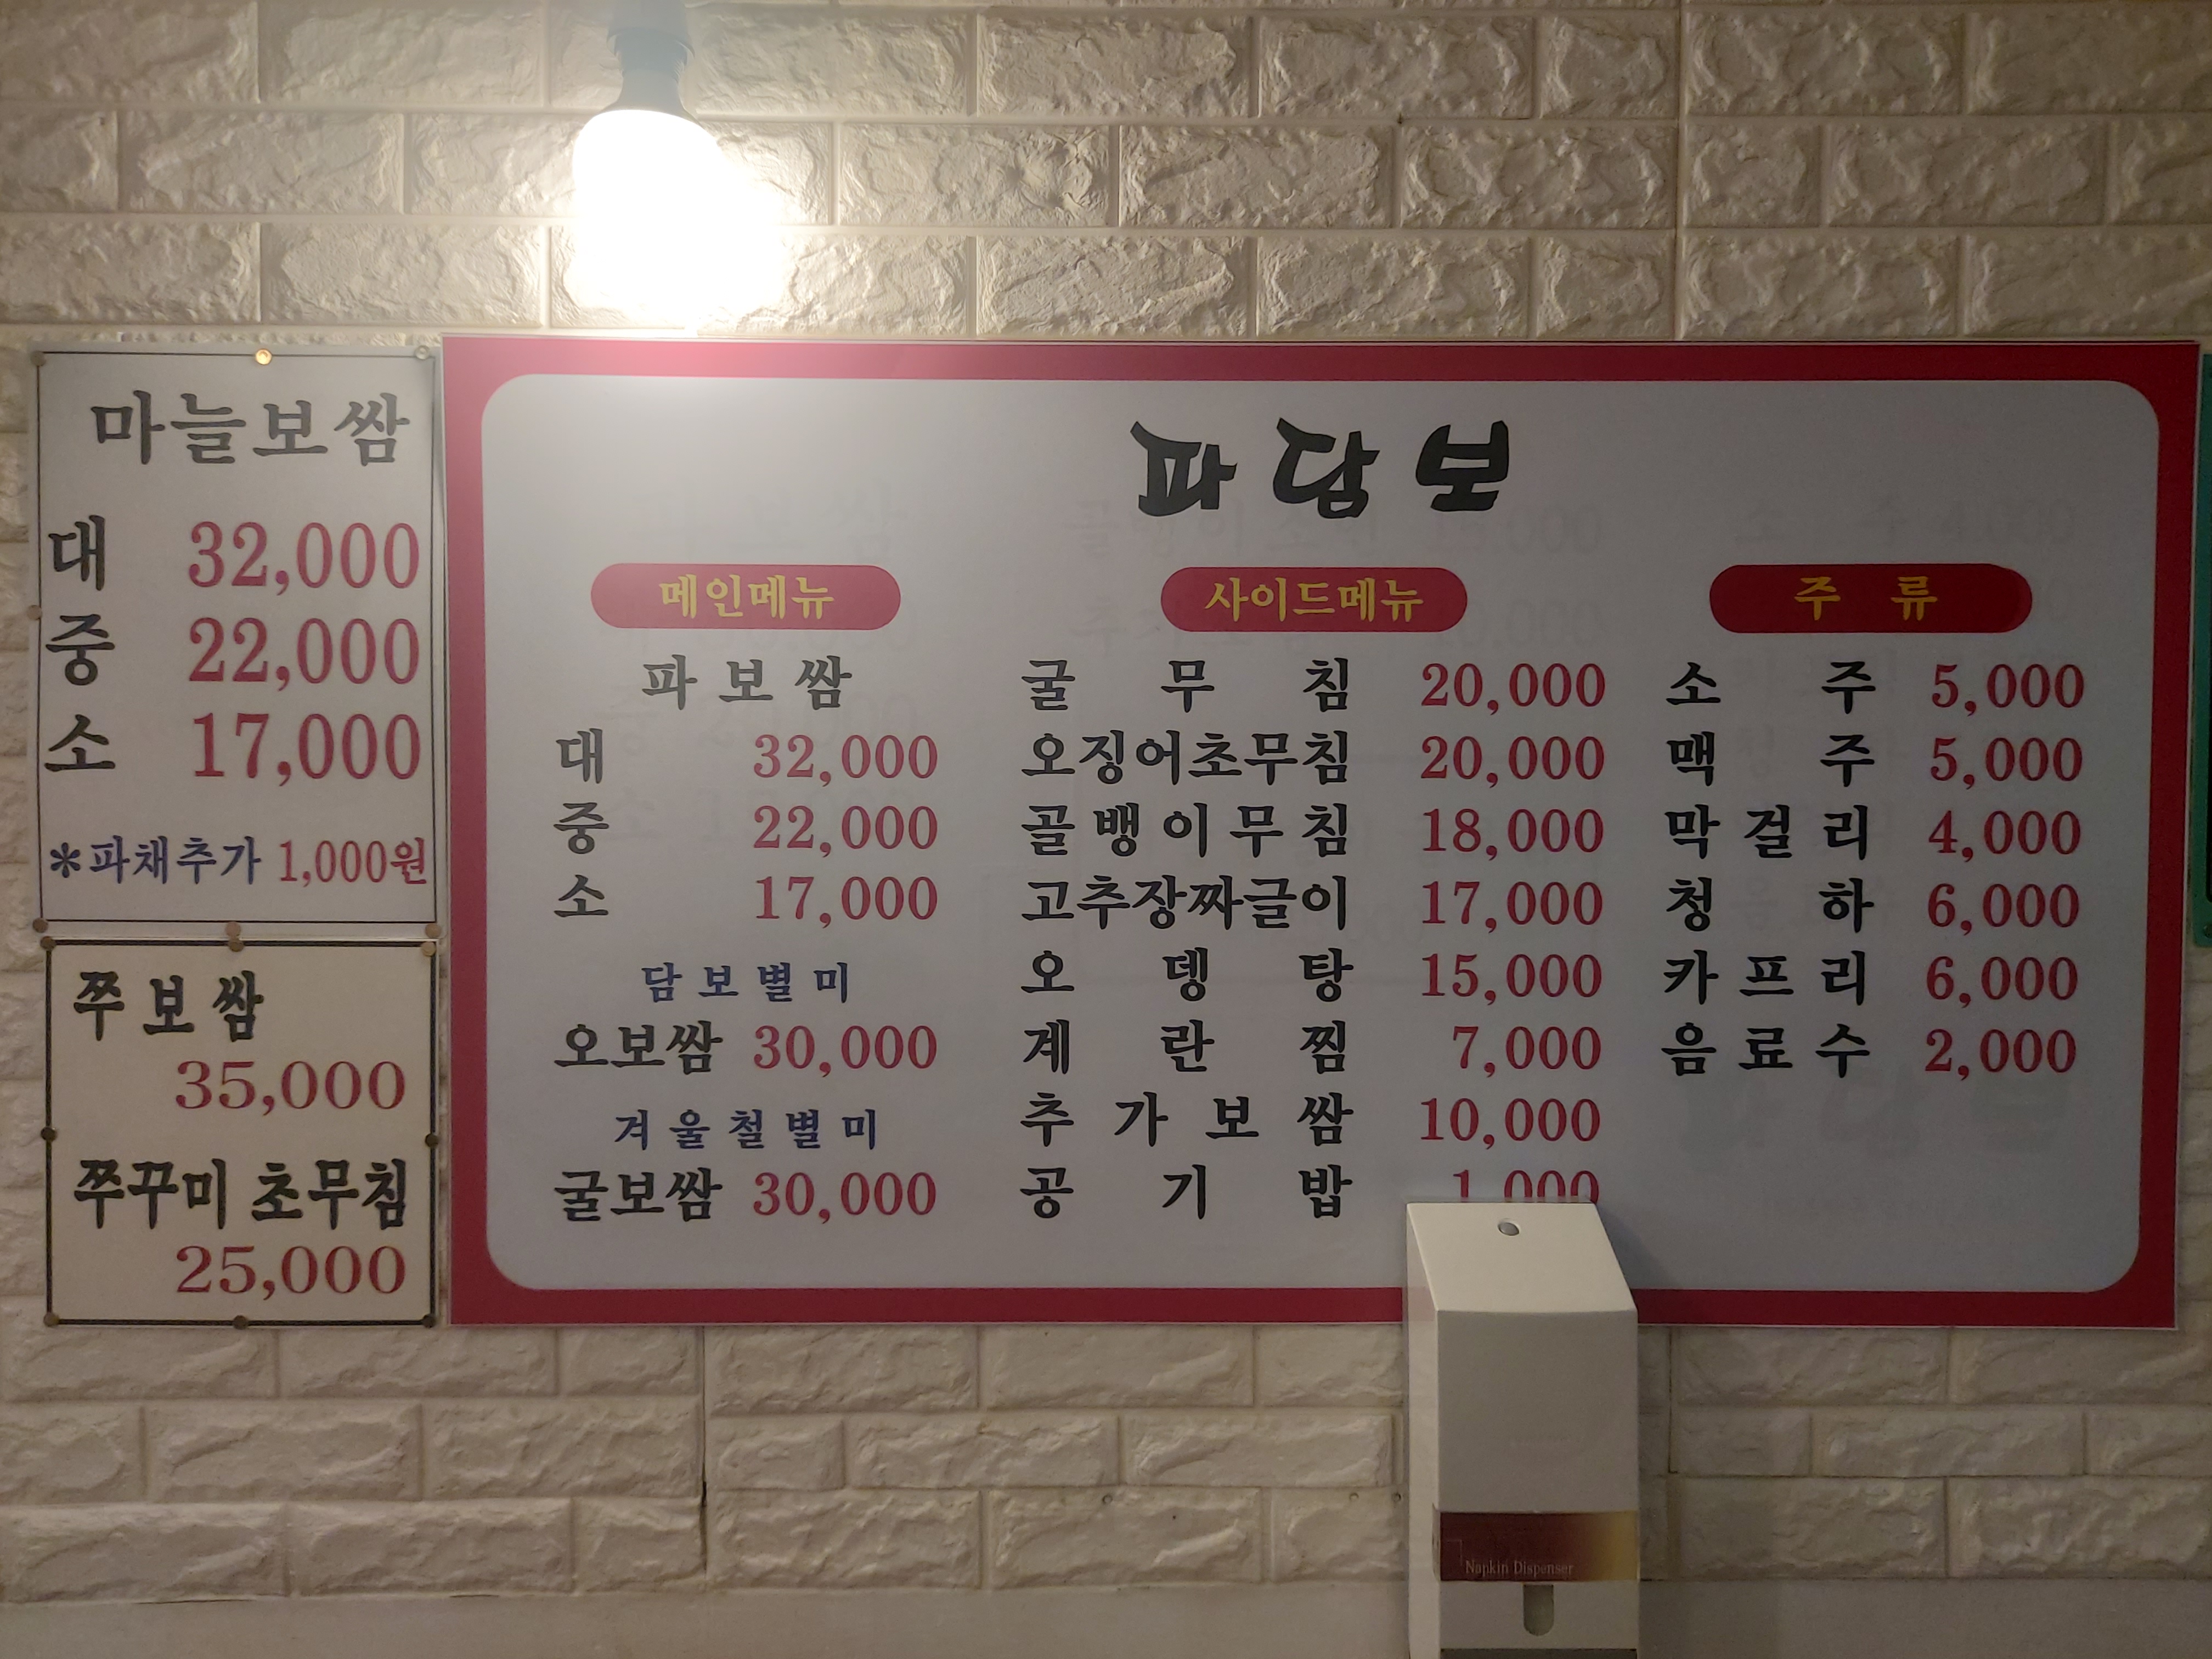 마늘보쌈
대 32,000
중 22,000
소 17,000
*파채추가 1,000원
쭈보쌈
35,000
쭈꾸미 초무침
25,000
파담보
메인메뉴
파보쌈
대 32,000
중 22,000
소 17,000
담보별미
오보쌈 30,000
겨울철별미
굴보쌈 30,000
사이드메뉴
굴무침 20,000
오징어초무침 20,000
골뱅이무침 18,000
고추장짜글이 17,000
오뎅탕 15,000
계란찜 7,000
추가보쌈 10,000
공기밥 1,000
주류
소주 5,000
맥주 5,000
막걸리 4,000
청하 6,000
카프리 6,000
음료수 2,000
Napkin Dispenser